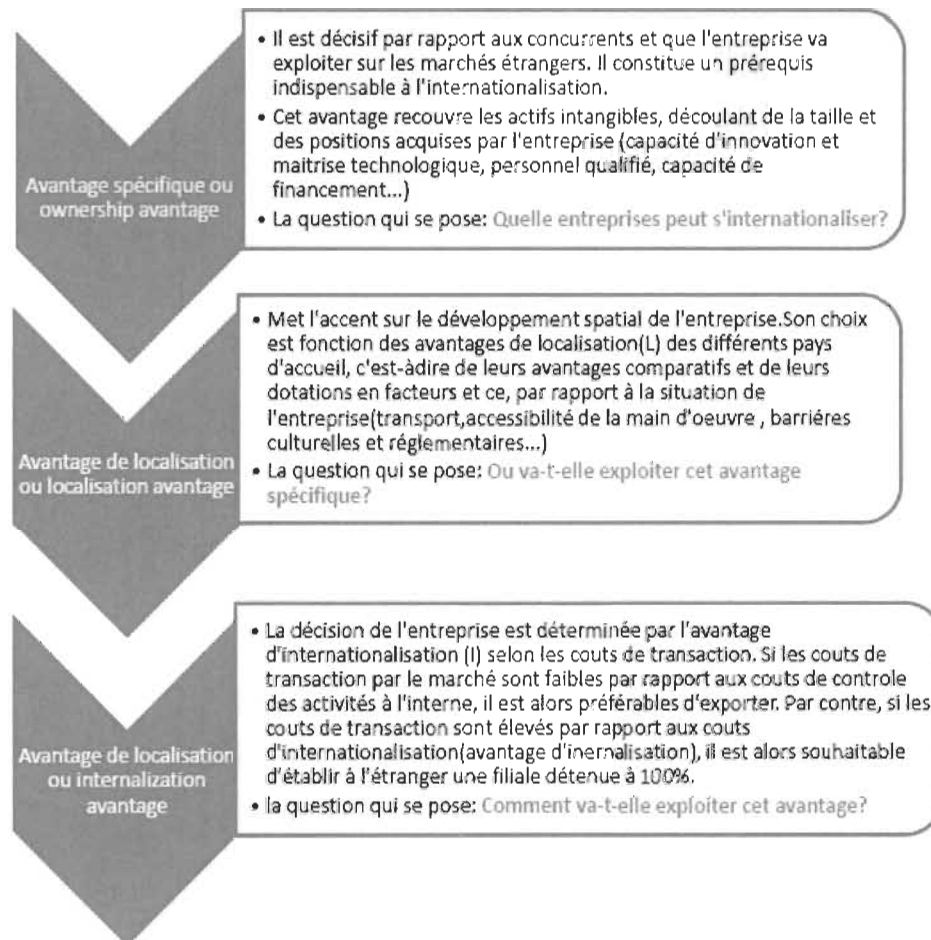 Avantage spécifique ou
ownership avantage
• Il est décisif par rapport aux concurrents et que l'entreprise va
exploiter sur les marchés étrangers. Il constitue un prérequis
indispensable à l'internationalisation.
• Cet avantage recouvre les actifs intangibles, découlant de la taille et
des positions acquises par l'entreprise (capacité d'innovation et
maitrise technologique, personnel qualifié, capacité de
financement...)
• La question qui se pose: Quelle entreprises peut s'internationaliser?
Avantage de localisation
ou localisation avantage
• Met l'accent sur le développement spatial de l'entreprise.Son choix
est fonction des avantages de localisation(L) des différents pays
d'accueil, c'est-àdire de leurs avantages comparatifs et de leurs
dotations en facteurs et ce, par rapport à la situation de
l'entreprise(transport,accessibilité de la main d'oeuvre , barriéres
culturelles et réglementaires...)
• La question qui se pose: Ou va-t-elle exploiter cet avantage
spécifique?
Avantage de localisation
ou internalization
avantage
• La décision de l'entreprise est déterminée par l'avantage
d'internationalisation (I) selon les couts de transaction. Si les couts de
transaction par le marché sont faibles par rapport aux couts de controle
des activités à l'interne, il est alors préférables d'exporter. Par contre, si les
couts de transaction sont élevés par rapport aux couts
d'internationalisation(avantage d'inernalisation), il est alors souhaitable
d'établir à l'étranger une filiale détenue à 100%.
• la question qui se pose: Comment va-t-elle exploiter cet avantage?